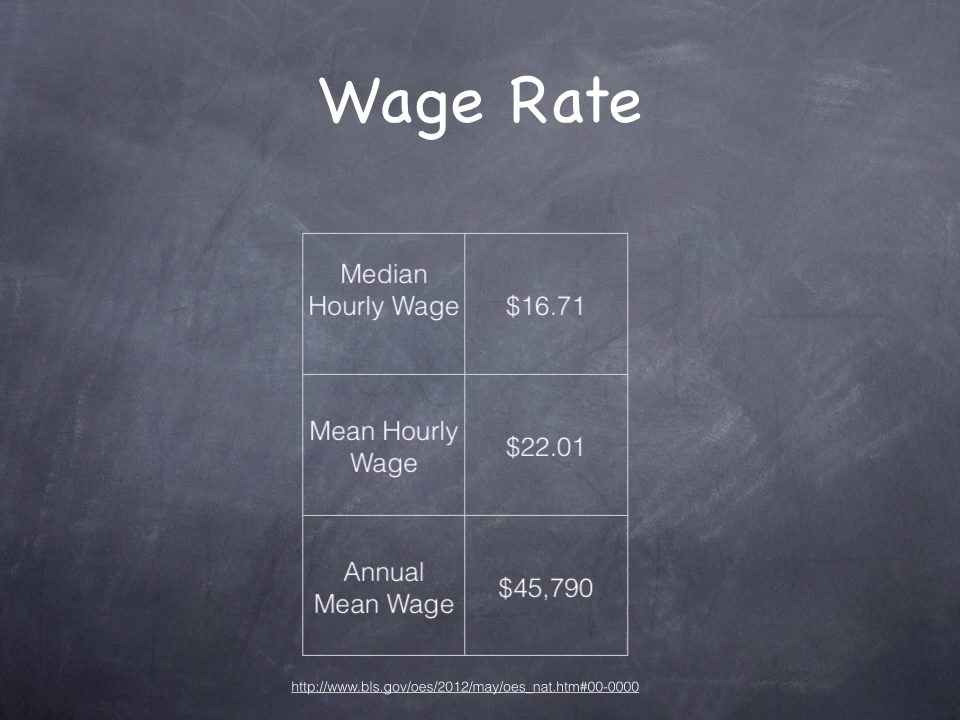 Wage Rate
Median
Hourly Wage
$16.71
Mean Hourly
Wage
$22.01
Annual
Mean Wage
$45,790
http://www.bls.gov/oes/2012/may/oes_nat.htm#00-0000